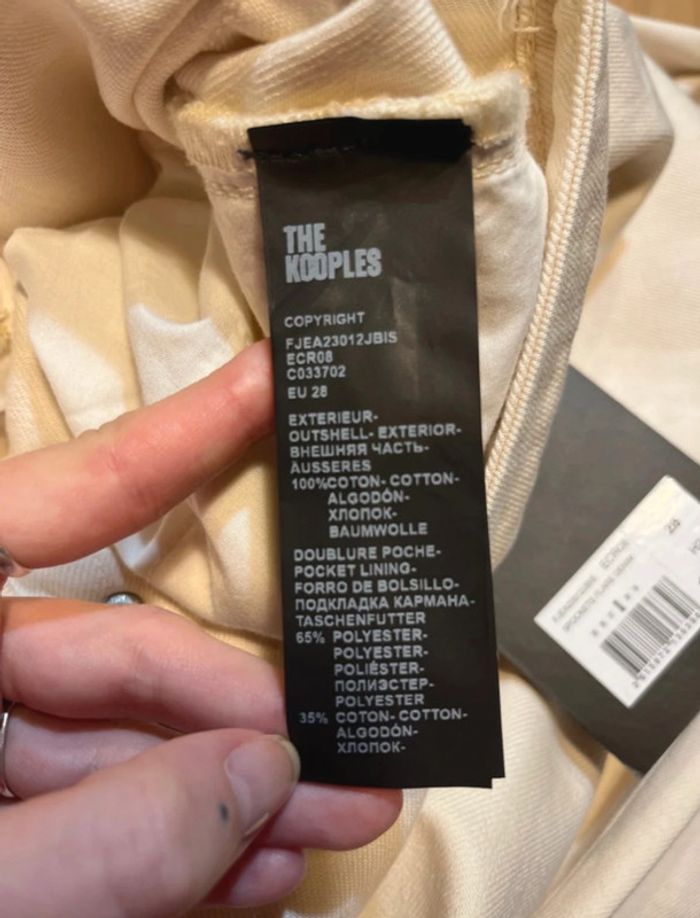 THE
KOOPLES
COPYRIGHT
FJEA23012JBIS
ECR08
C033702
EU 28
EXTERIEUR-
OUTSHELL- EXTERIOR-
ВНЕШНЯЯ ЧАСТЬ-
ÄUSSERES
100%COTON- COTTON-
ALGODÓN-
ХЛОПОК-
BAUMWOLLE
DOUBLURE POCHE-
POCKET LINING-
FORRO DE BOLSILLO-
ПОДКЛАДКА КАРМАНА-
TASCHENFUTTER
65% POLYESTER-
POLYESTER-
POLIÉSTER-
ПОЛИЭСТЕР-
POLYESTER
35% COTON- COTTON-
ALGODÓN-
ХЛОПОК-